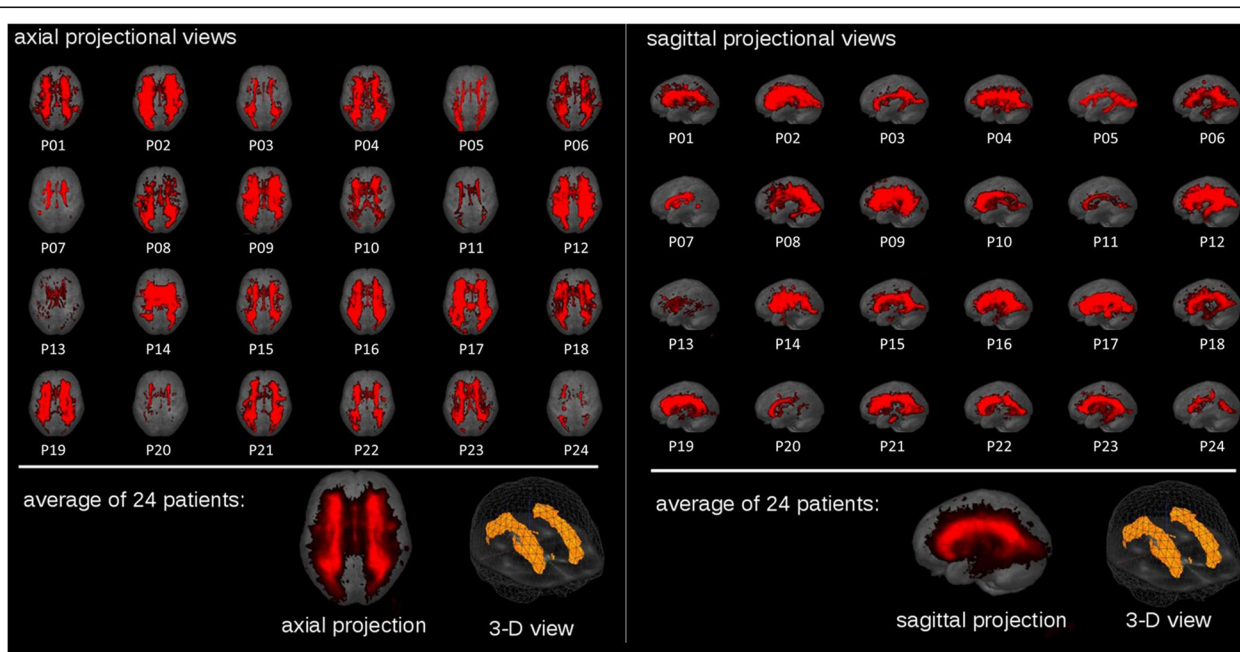 axial projectional views
P01 P02 P03 P04 P05 P06
P07 P08 P09 P10 P11 P12
P13 P14 P15 P16 P17 P18
P19 P20 P21 P22 P23 P24
average of 24 patients:
axial projection
3-D view
sagittal projectional views
P01 P02 P03 P04 P05 P06
P07 P08 P09 P10 P11 P12
P13 P14 P15 P16 P17 P18
P19 P20 P21 P22 P23 P24
average of 24 patients:
sagittal projection
3-D view